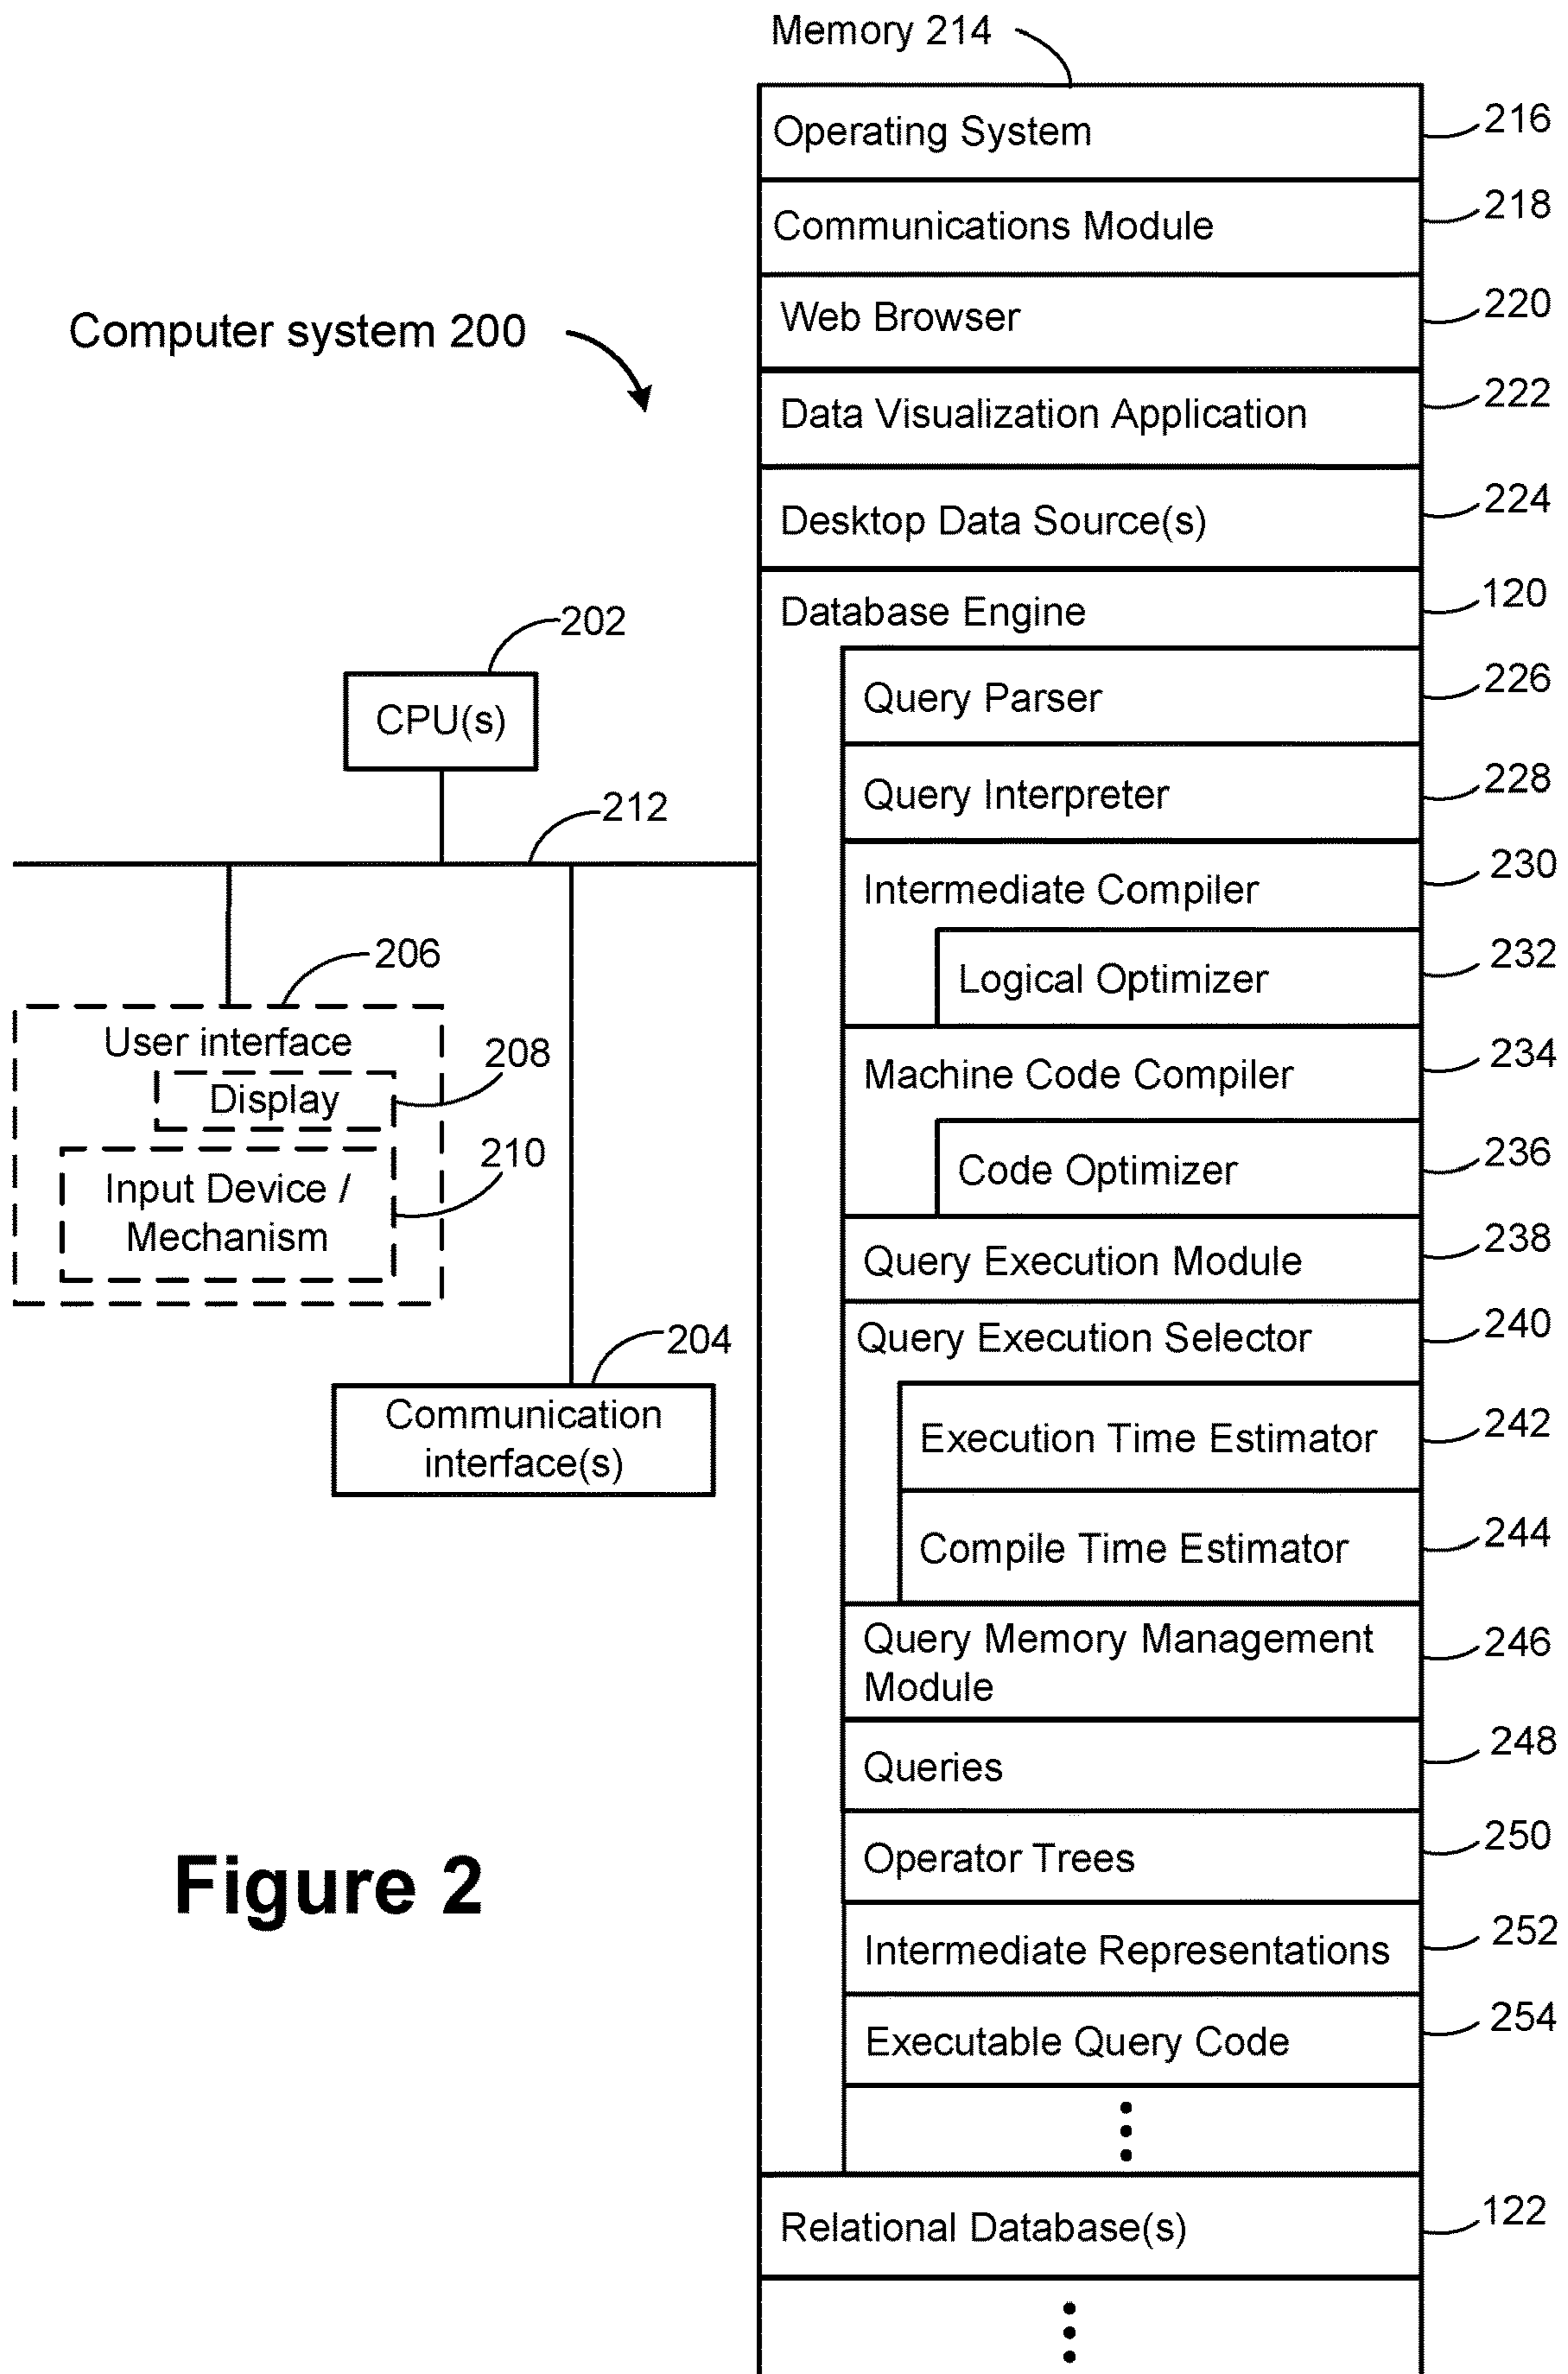 Memory 214
Operating System
216
Communications Module
218
Web Browser
220
Computer system 200
Data Visualization Application
222
Desktop Data Source(s)
224
Database Engine
120
202
CPU(s)
Query Parser
226
Query Interpreter
228
212
Intermediate Compiler
230
Logical Optimizer
232
206
User interface
208
Display
210
Input Device /
Mechanism
Machine Code Compiler
234
Code Optimizer
236
Query Execution Module
238
Query Execution Selector
240
204
Communication
interface(s)
Execution Time Estimator
242
Compile Time Estimator
244
Query Memory Management
Module
246
Queries
248
Operator Trees
250
Figure 2
Intermediate Representations
252
Executable Query Code
254
Relational Database(s)
122